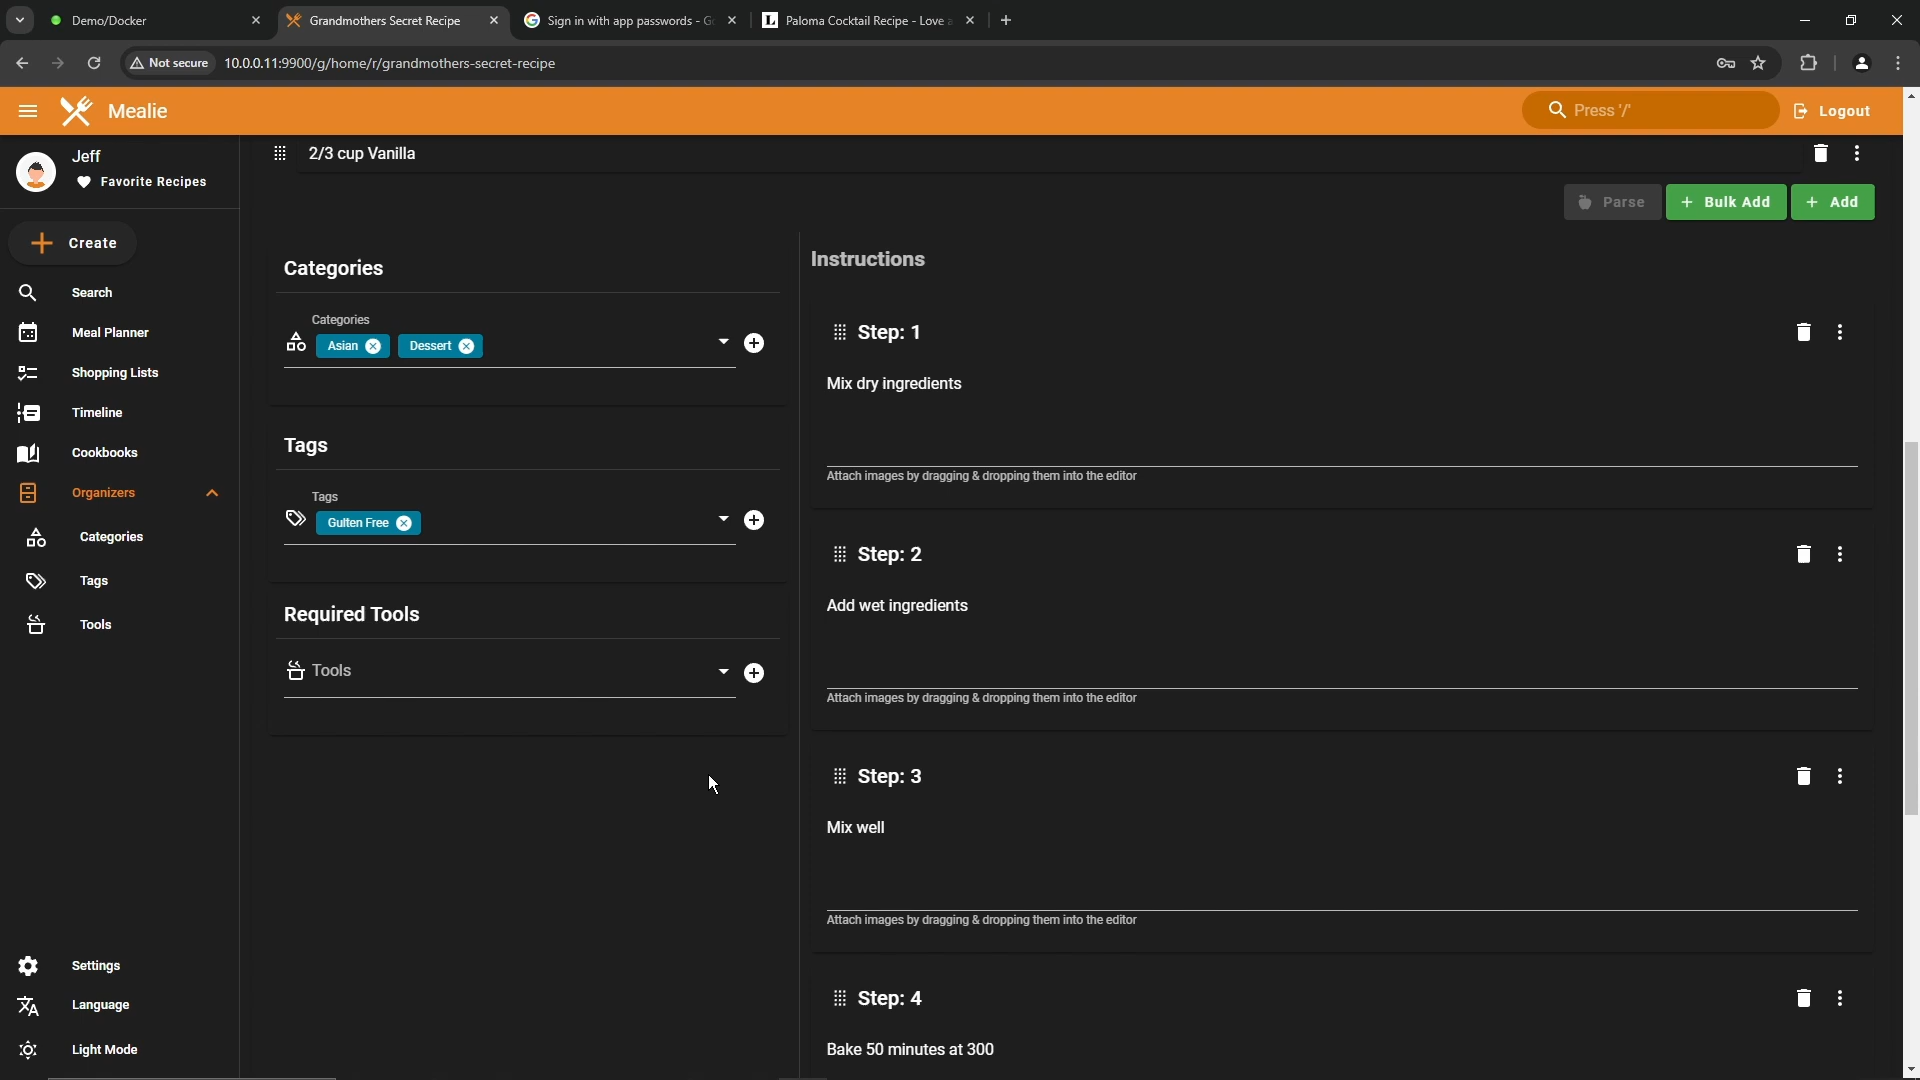 Demo/Docker
Grandmothers Secret Recipe
Sign in with app passwords - G
Paloma Cocktail Recipe - Love
Not secure
10.0.0.11:9900/g/home/r/grandmothers-secret-recipe
Mealie
Press '/'
Logout
Jeff
Favorite Recipes
Create
Search
Meal Planner
Shopping Lists
Timeline
Cookbooks
Organizers
Categories
Tags
Tools
Settings
Language
Light Mode
2/3 cup Vanilla
Parse
Bulk Add
Add
Categories
Categories
Asian
Dessert
Tags
Tags
Gulten Free
Required Tools
Tools
Instructions
Step: 1
Mix dry ingredients
Attach images by dragging & dropping them into the editor
Step: 2
Add wet ingredients
Attach images by dragging & dropping them into the editor
Step: 3
Mix well
Attach images by dragging & dropping them into the editor
Step: 4
Bake 50 minutes at 300